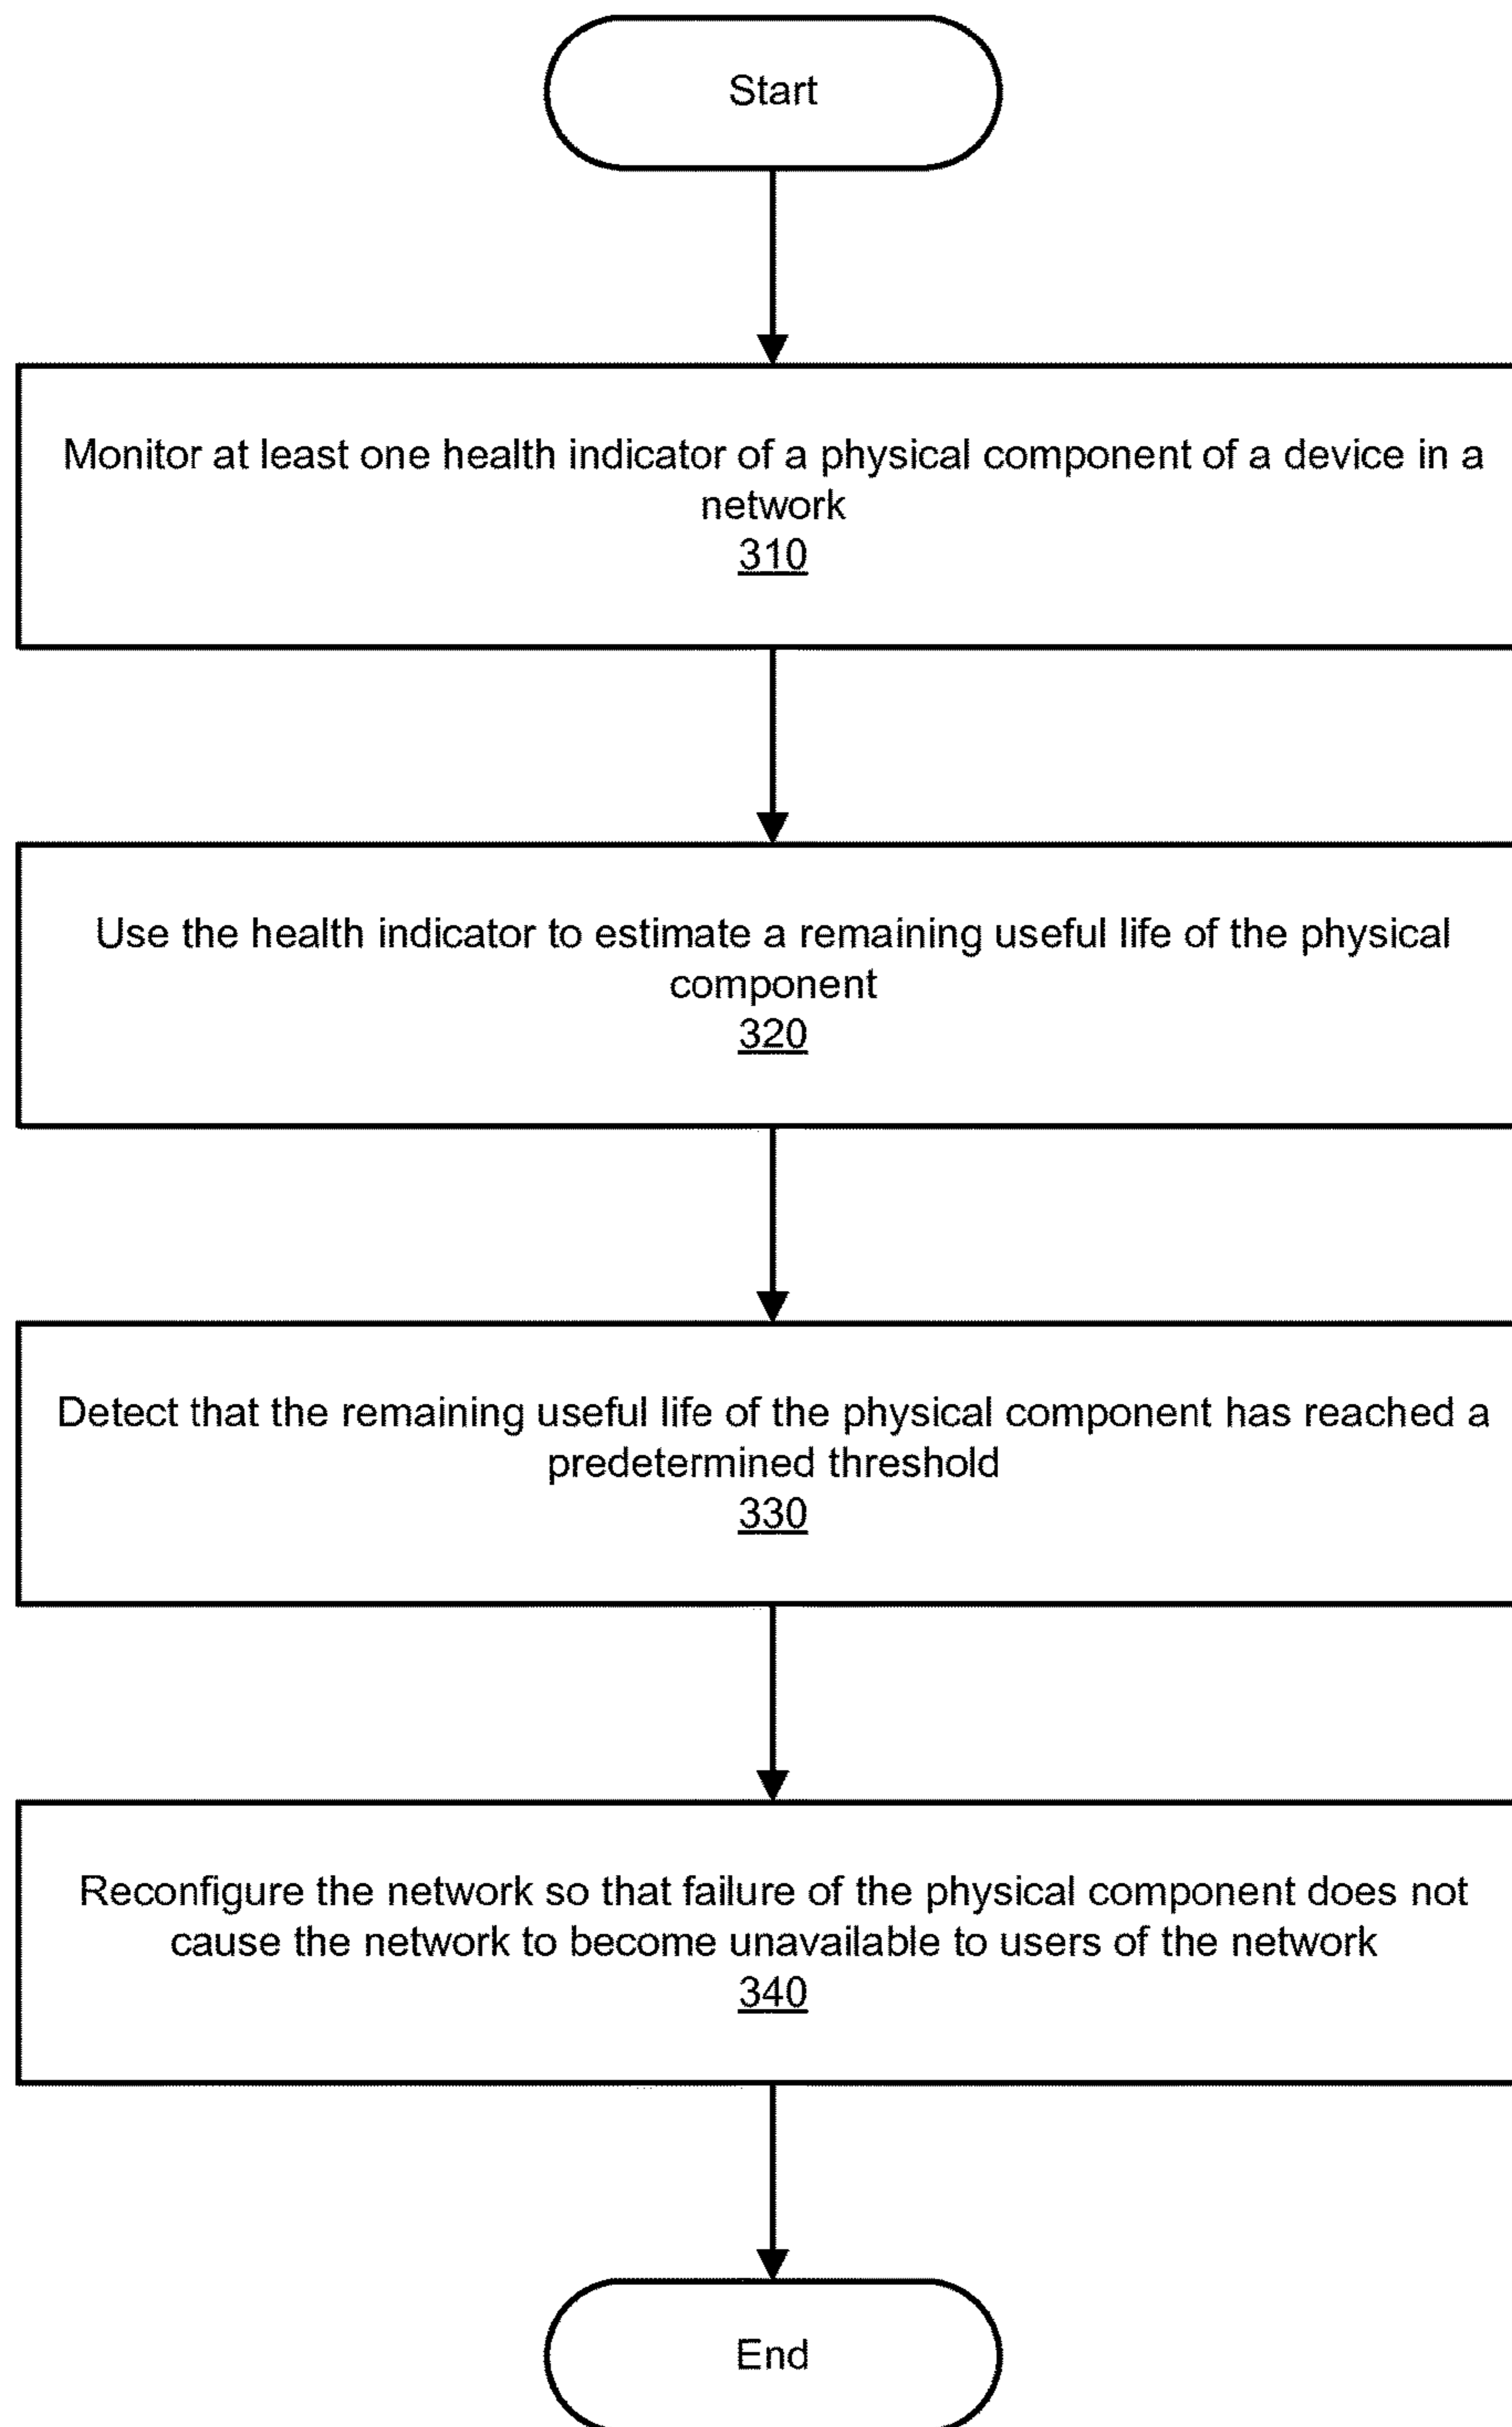 Start
Monitor at least one health indicator of a physical component of a device in a
network
310
Use the health indicator to estimate a remaining useful life of the physical
component
320
Detect that the remaining useful life of the physical component has reached a
predetermined threshold
330
Reconfigure the network so that failure of the physical component does not
cause the network to become unavailable to users of the network
340
End